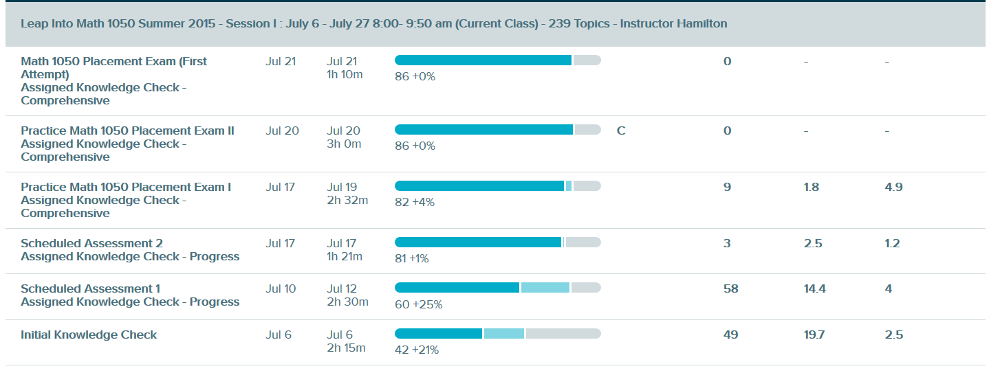 Leap Into Math 1050 Summer 2015 - Session I : July 6 - July 27 8:00- 9:50 am (Current Class) - 239 Topics - Instructor Hamilton
Math 1050 Placement Exam (First
Attempt)
Assigned Knowledge Check -
Comprehensive
Jul 21
Jul 21
1h 10m
86 +0%
0
-
-
Practice Math 1050 Placement Exam II
Assigned Knowledge Check -
Comprehensive
Jul 20
Jul 20
3h 0m
86 +0%
C
0
-
-
Practice Math 1050 Placement Exam I
Assigned Knowledge Check -
Comprehensive
Jul 17
Jul 19
2h 32m
82 +4%
9
1.8
4.9
Scheduled Assessment 2
Assigned Knowledge Check - Progress
Jul 17
Jul 17
1h 21m
81 +1%
3
2.5
1.2
Scheduled Assessment 1
Assigned Knowledge Check - Progress
Jul 10
Jul 12
2h 30m
60 +25%
58
14.4
4
Initial Knowledge Check
Jul 6
Jul 6
2h 15m
42 +21%
49
19.7
2.5